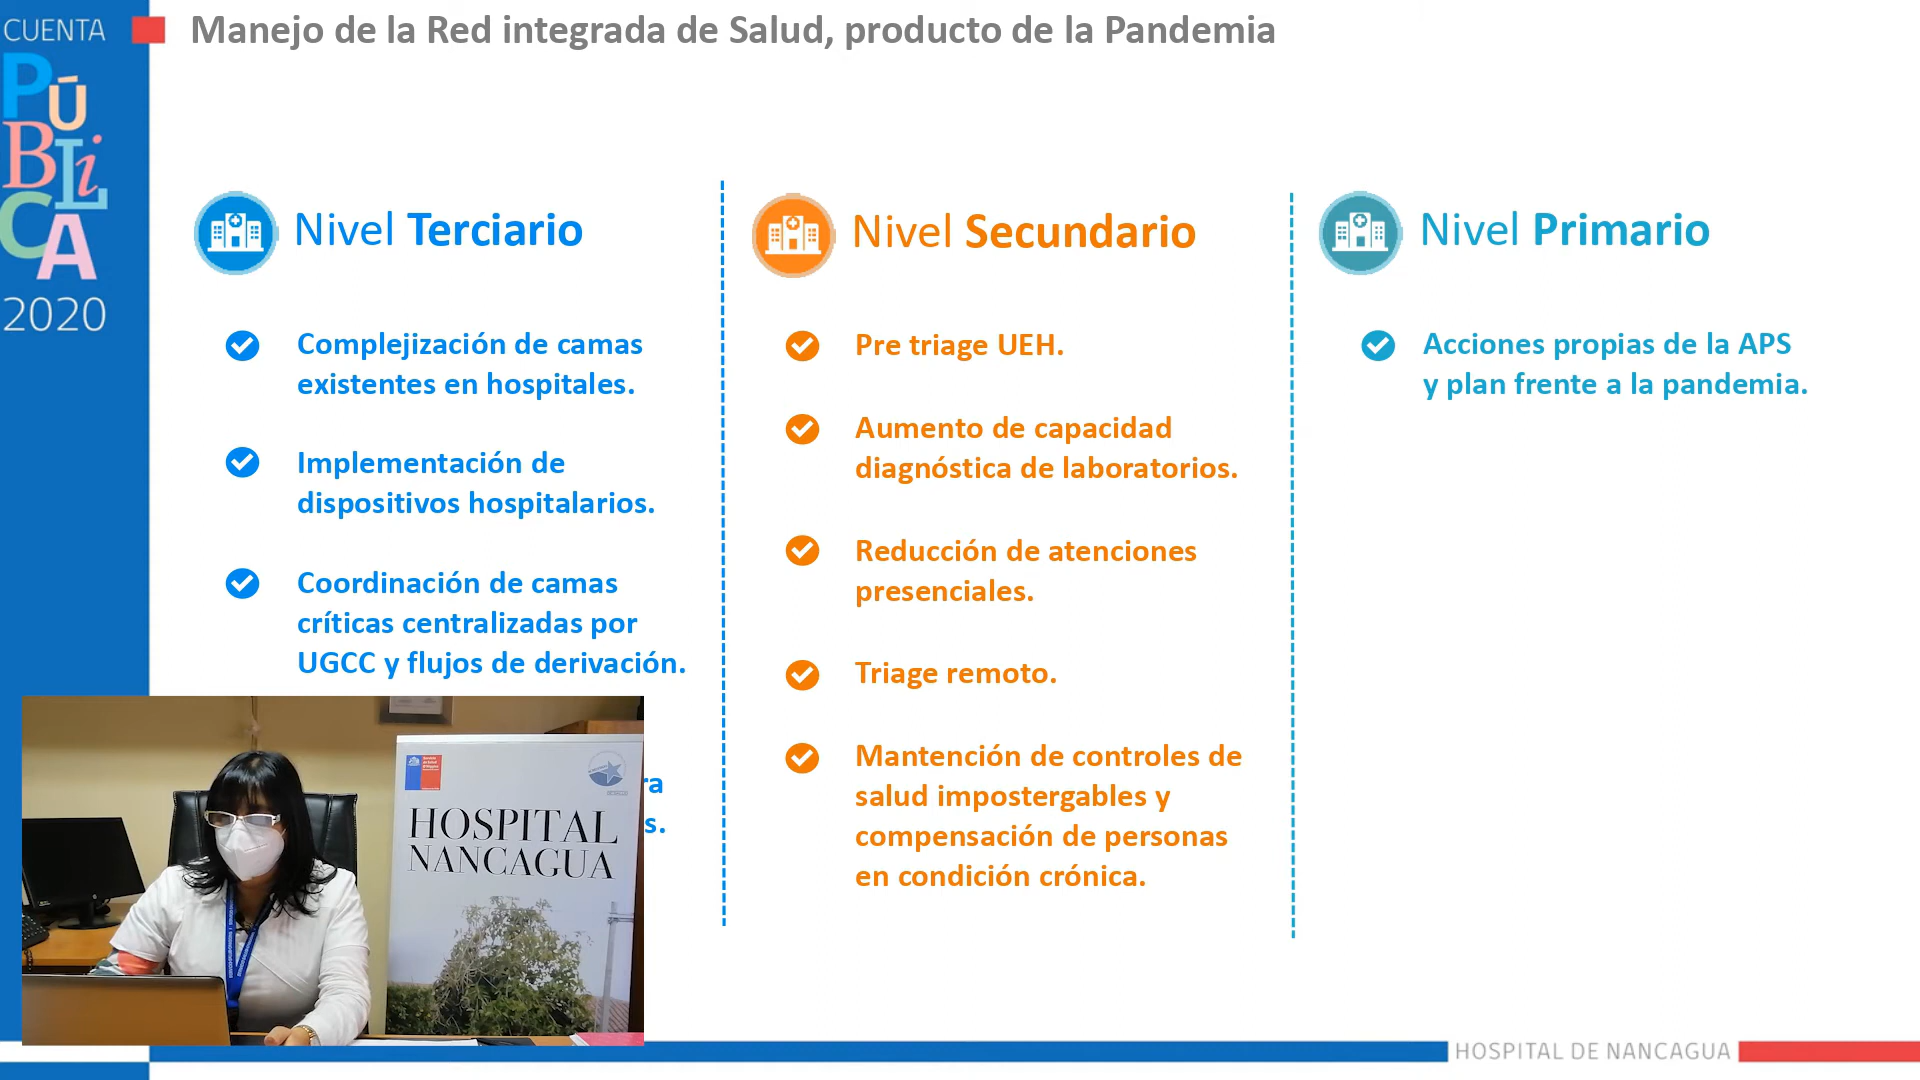 CUENTA
PÚBLiCA
2020
Manejo de la Red integrada de Salud, producto de la Pandemia
Nivel Terciario
Complejización de camas
existentes en hospitales.
Implementación de
dispositivos hospitalarios.
Coordinación de camas
críticas centralizadas por
UGCC y flujos de derivación.
ra
s.
Nivel Secundario
Pre triage UEH.
Aumento de capacidad
diagnóstica de laboratorios.
Reducción de atenciones
presenciales.
Triage remoto.
Mantención de controles de
salud impostergables y
compensación de personas
en condición crónica.
Nivel Primario
Acciones propias de la APS
y plan frente a la pandemia.
HOSPITAL
NANCAGUA
HOSPITAL DE NANCAGUA